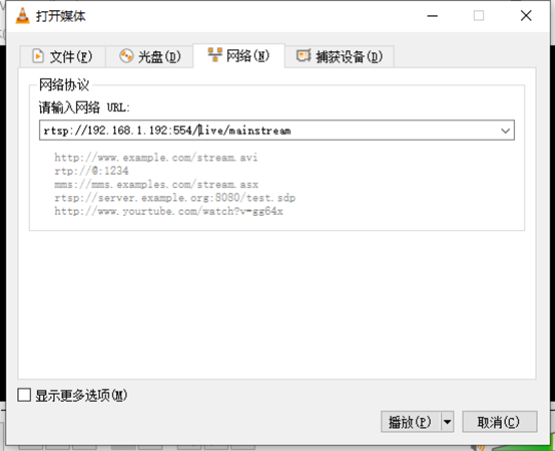 打开媒体
文件(F) 光盘(D) 网络(N) 捕获设备(D)
网络协议
请输入网络 URL:
rtsp://192.168.1.192:554/live/mainstream
http://www.example.com/stream.avi
rtp://@:1234
mms://mms.examples.com/stream.asx
rtsp://server.example.org:8080/test.sdp
http://www.yourtube.com/watch?v=gg64x
显示更多选项(M)
播放(P) 取消(C)